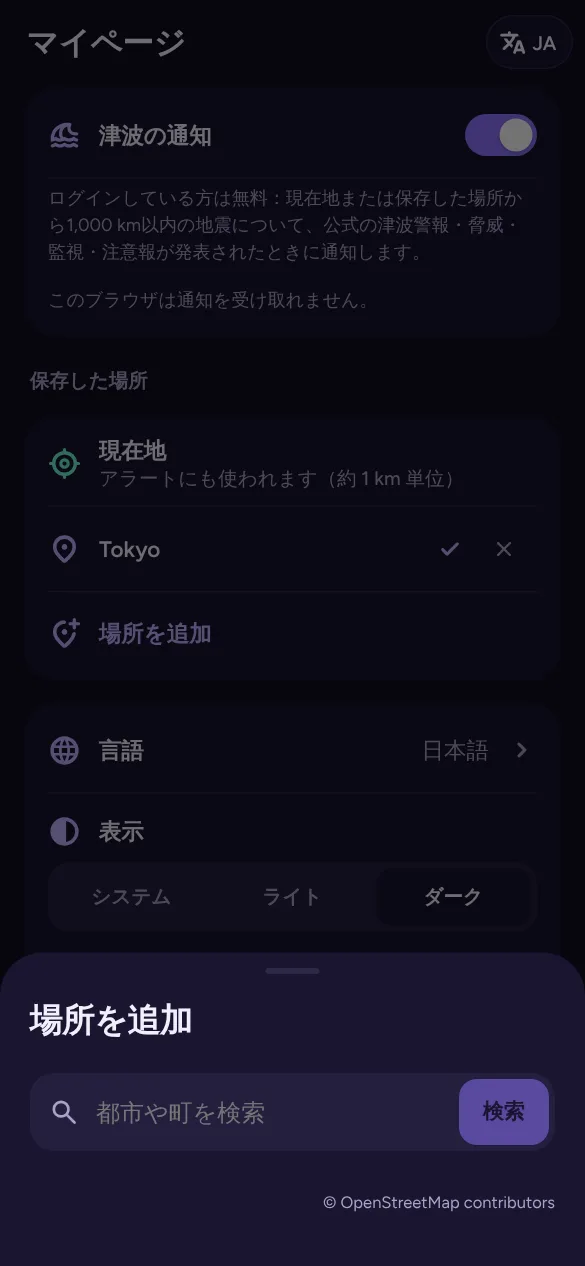 マイページ
JA
津波の通知
ログインしている方は無料：現在地または保存した場所か
ら1,000 km以内の地震について、公式の津波警報・脅威・
監視・注意報が発表されたときに通知します。
このブラウザは通知を受け取れません。
保存した場所
現在地
アラートにも使われます（約 1 km 単位）
Tokyo
場所を追加
言語
日本語
表示
システム
ライト
ダーク
場所を追加
都市や町を検索
検索
© OpenStreetMap contributors